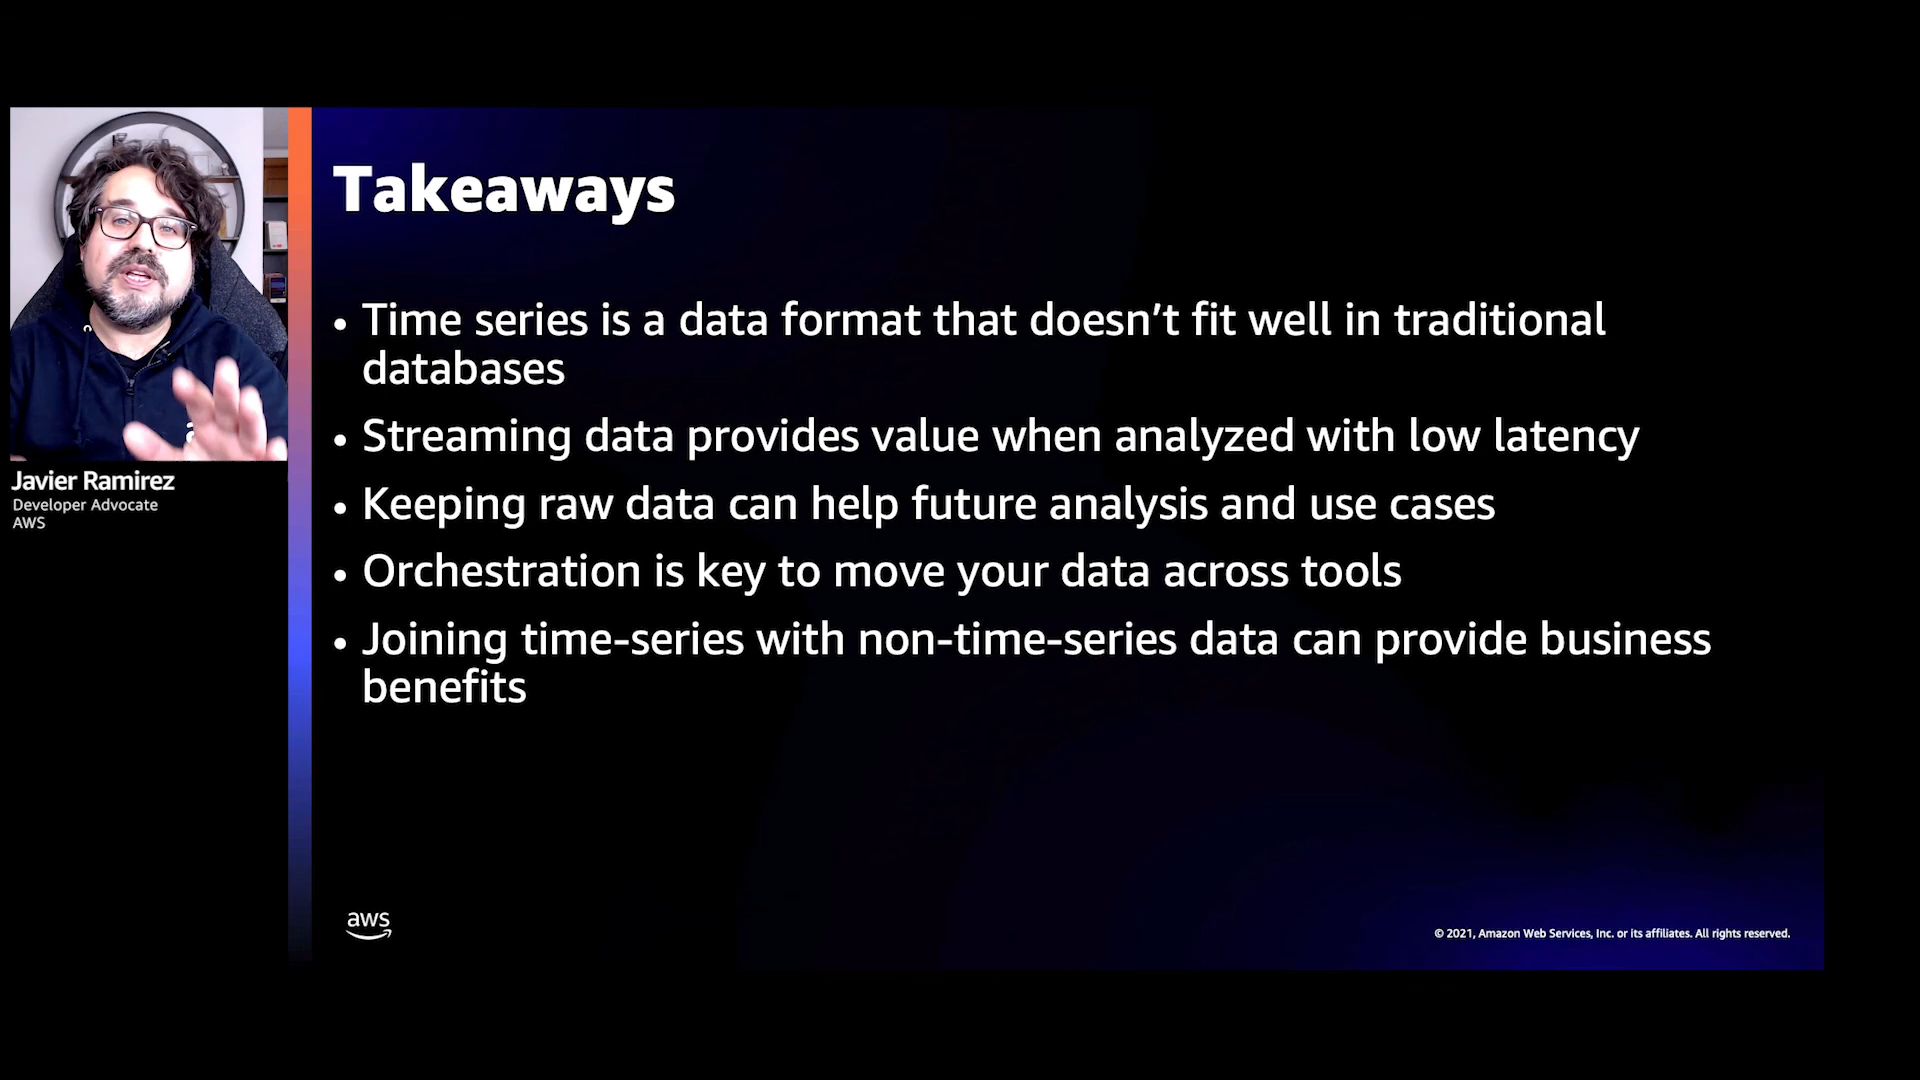 Takeaways
• Time series is a data format that doesn’t fit well in traditional
databases
• Streaming data provides value when analyzed with low latency
• Keeping raw data can help future analysis and use cases
• Orchestration is key to move your data across tools
• Joining time-series with non-time-series data can provide business
benefits
Javier Ramirez
Developer Advocate
AWS
aws
© 2021, Amazon Web Services, Inc. or its affiliates. All rights reserved.